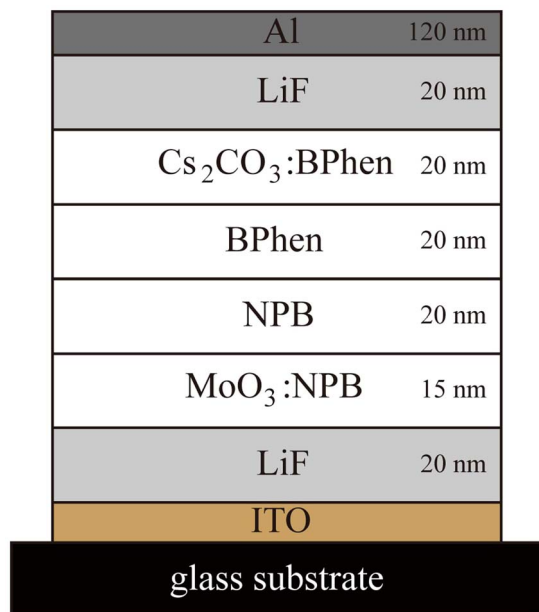 Al 120 nm
LiF 20 nm
Cs₂CO₃:BPhen 20 nm
BPhen 20 nm
NPB 20 nm
MoO₃:NPB 15 nm
LiF 20 nm
ITO
glass substrate